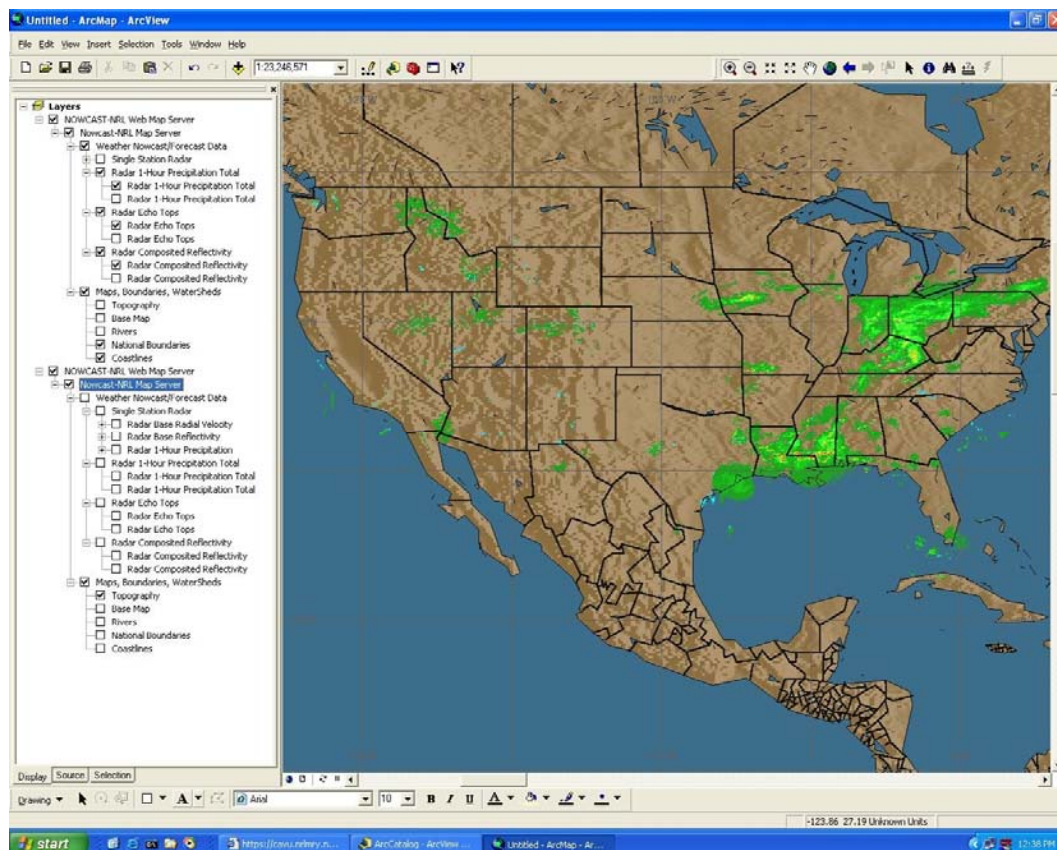 Untitled - ArcMap - ArcView
File Edit View Insert Selection Tools Window Help
1:23,246,571
Layers
NOWCAST-NRL Web Map Server
Nowcast-NRL Map Server
Weather Nowcast/Forecast Data
Single Station Radar
Radar 1-Hour Precipitation Total
Radar 1-Hour Precipitation Total
Radar 1-Hour Precipitation Total
Radar Echo Tops
Radar Echo Tops
Radar Echo Tops
Radar Composited Reflectivity
Radar Composited Reflectivity
Radar Composited Reflectivity
Maps, Boundaries, WaterSheds
Topography
Base Map
Rivers
National Boundaries
Coastlines
NOWCAST-NRL Web Map Server
Nowcast-NRL Map Server
Weather Nowcast/Forecast Data
Single Station Radar
Radar Base Radial Velocity
Radar Base Reflectivity
Radar 1-Hour Precipitation
Radar 1-Hour Precipitation Total
Radar 1-Hour Precipitation Total
Radar 1-Hour Precipitation Total
Radar Echo Tops
Radar Echo Tops
Radar Echo Tops
Radar Composited Reflectivity
Radar Composited Reflectivity
Radar Composited Reflectivity
Maps, Boundaries, WaterSheds
Topography
Base Map
Rivers
National Boundaries
Coastlines
Display Source Selection
Drawing A Arial 10 B I U A
-123.86 27.19 Unknown Units
start https://cavu.nrlmry.n... ArcCatalog - ArcView ... Untitled - ArcMap - Ar... 12:38 PM